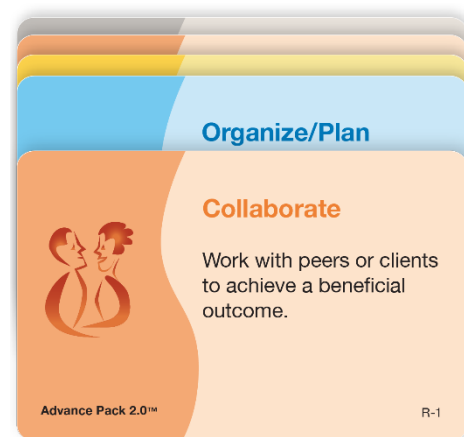 Organize/Plan
Collaborate
Work with peers or clients
to achieve a beneficial
outcome.
Advance Pack 2.0™
R-1